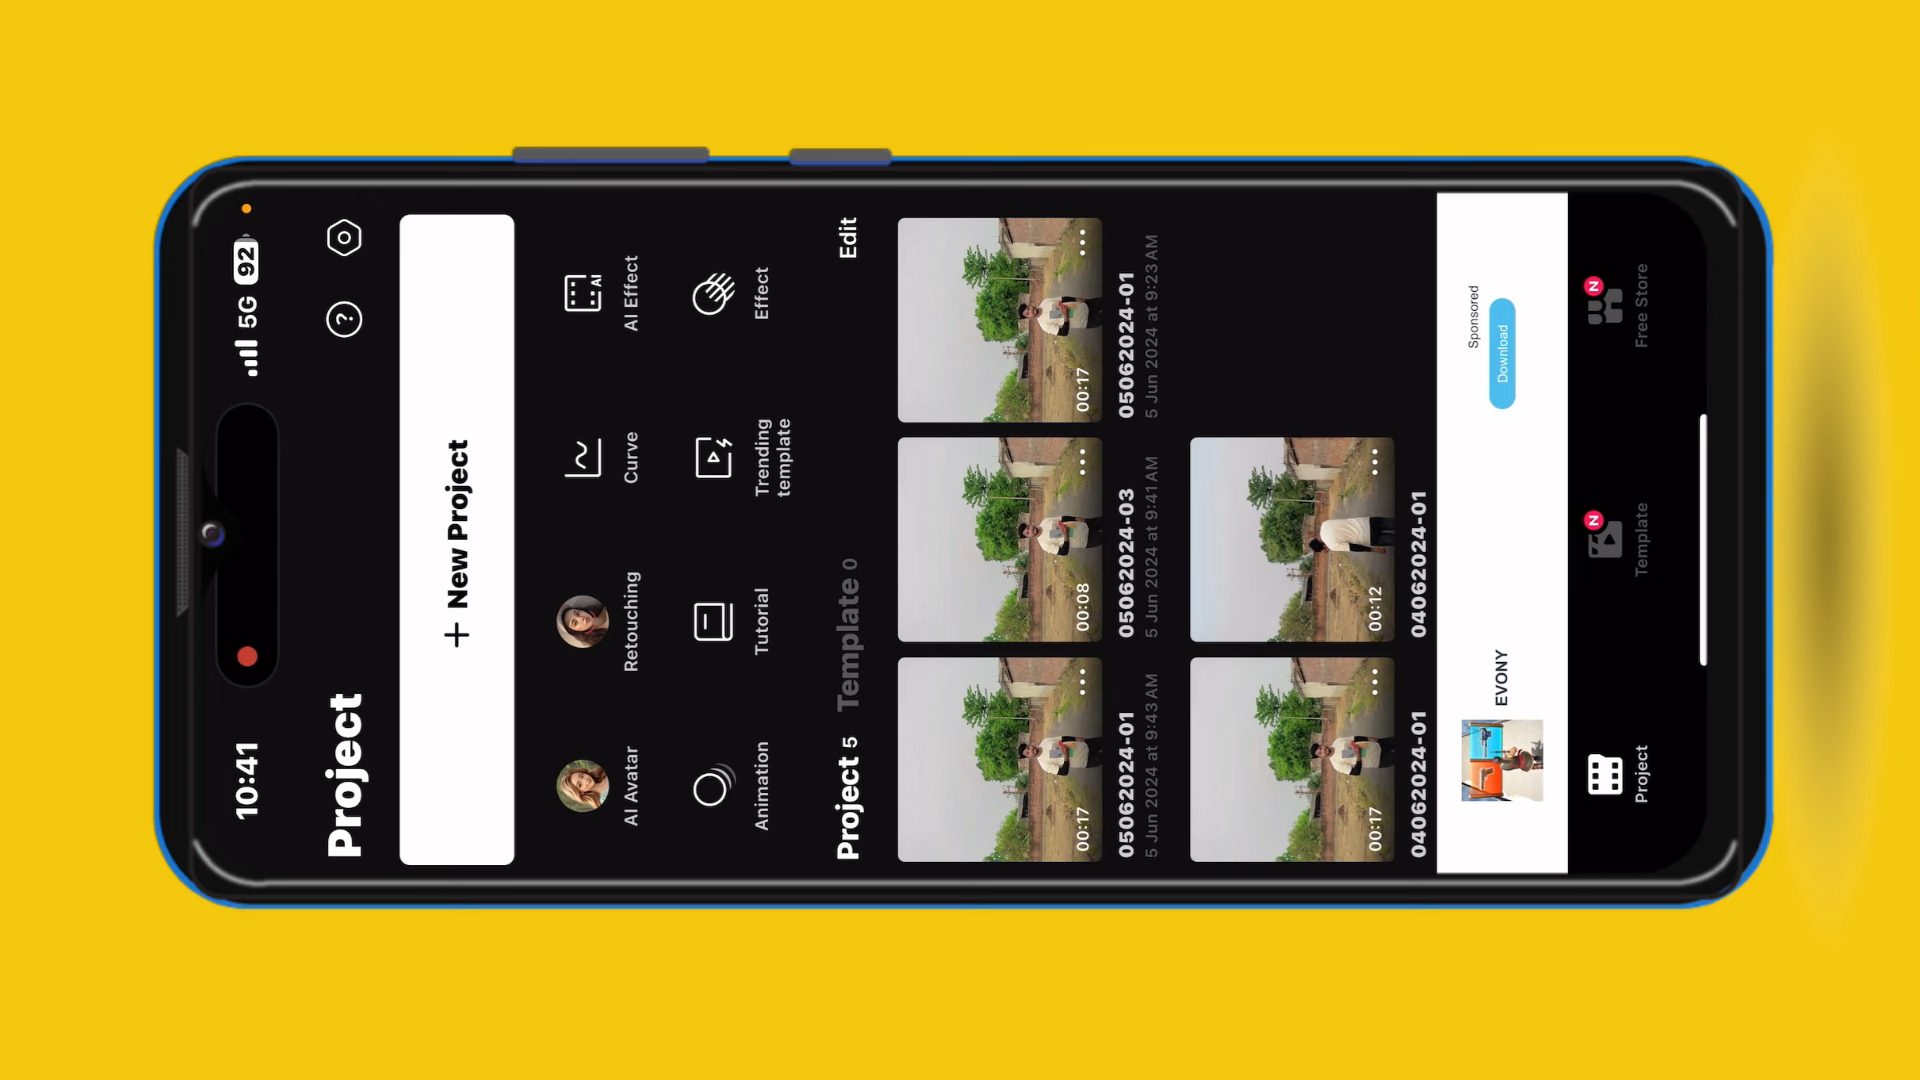 10:41
5G 92
Project
?
+ New Project
AI Avatar
Retouching
Curve
AI Effect
AI
Animation
Tutorial
Trending
template
Effect
Project 5
Template 0
Edit
00:17
00:08
00:17
05062024-01
05062024-03
05062024-01
5 Jun 2024 at 9:43 AM
5 Jun 2024 at 9:41 AM
5 Jun 2024 at 9:23 AM
00:17
00:12
04062024-01
04062024-01
EVONY
Sponsored
Download
N
N
Project
Template
Free Store